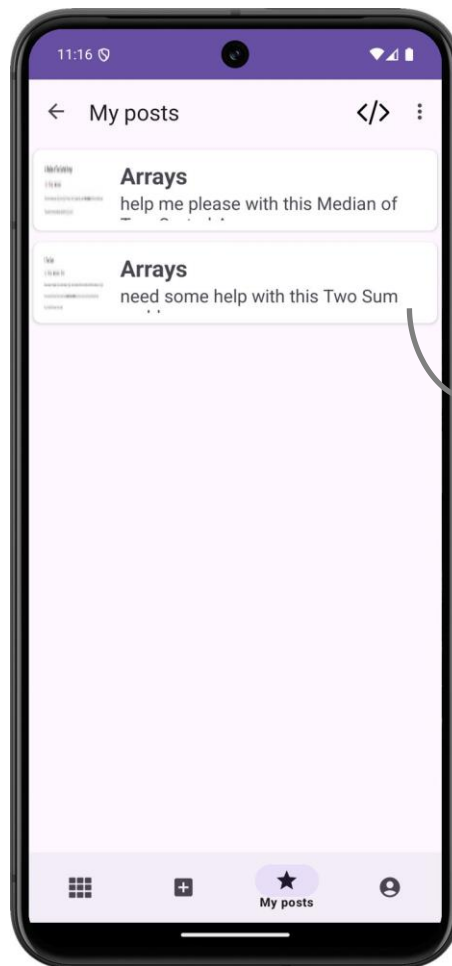 11:16
My posts
</>
Arrays
help me please with this Median of
Arrays
need some help with this Two Sum
My posts